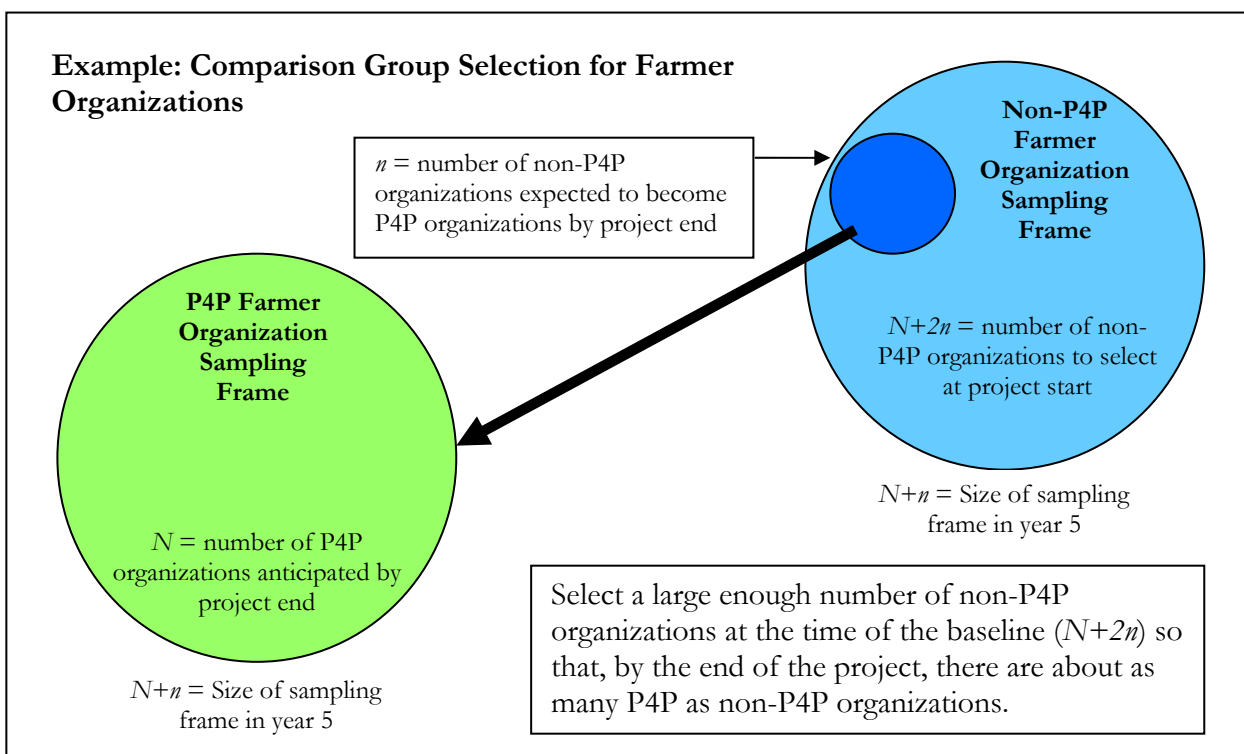 Example: Comparison Group Selection for Farmer
Organizations
n = number of non-P4P
organizations expected to become
P4P organizations by project end
Non-P4P
Farmer
Organization
Sampling
Frame
N+2n = number of non-
P4P organizations to select
at project start
N+n = Size of sampling
frame in year 5
P4P Farmer
Organization
Sampling
Frame
N = number of P4P
organizations anticipated by
project end
N+n = Size of sampling
frame in year 5
Select a large enough number of non-P4P
organizations at the time of the baseline (N+2n) so
that, by the end of the project, there are about as
many P4P as non-P4P organizations.